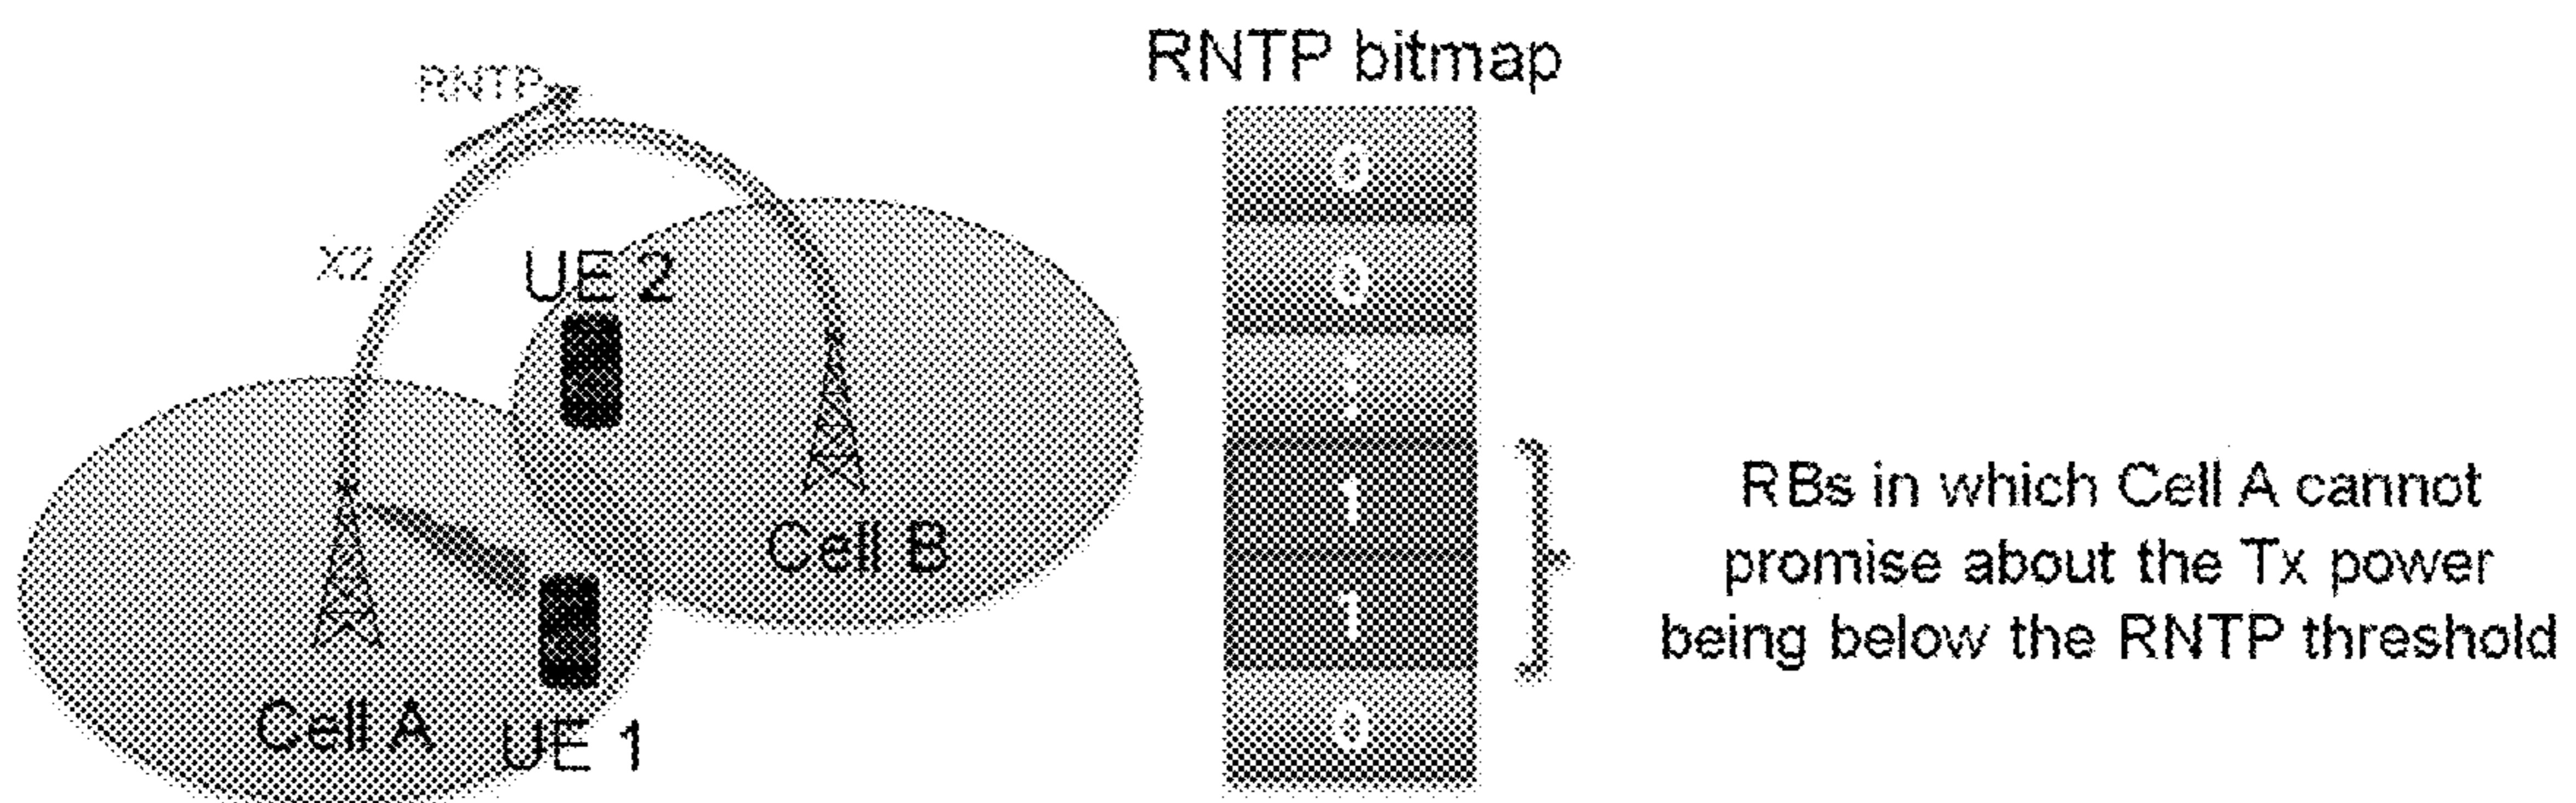 RNTP bitmap
RNTP
X2
UE 2
Cell B
Cell A
UE 1
0
0
⋮
1
1
0
RBs in which Cell A cannot
promise about the Tx power
being below the RNTP threshold